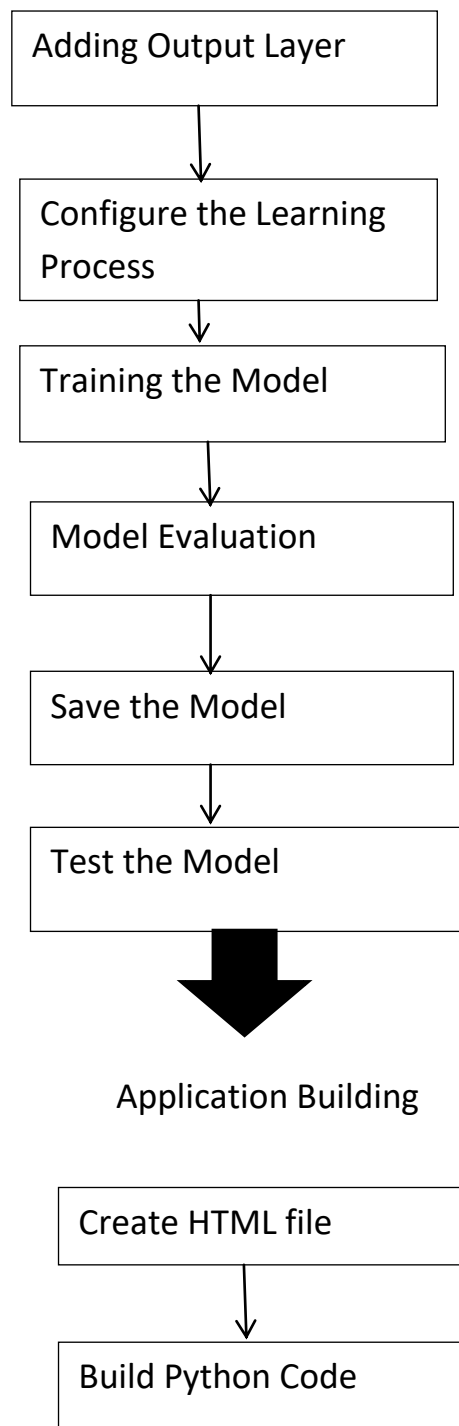 Adding Output Layer
Configure the Learning
Process
Training the Model
Model Evaluation
Save the Model
Test the Model
Application Building
Create HTML file
Build Python Code